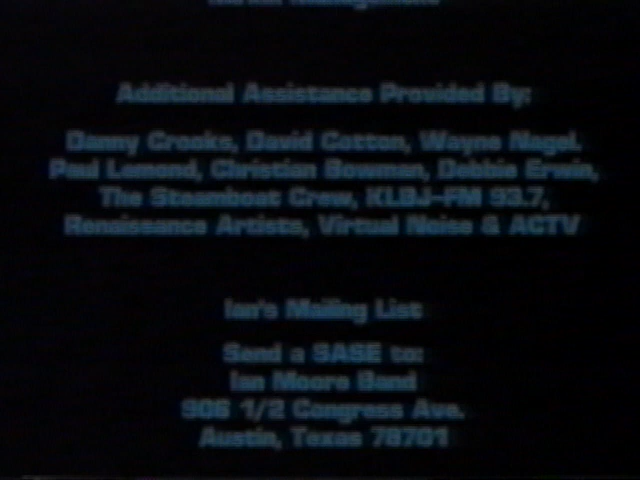 Additional Assistance Provided By:
Danny Crooks, David Cotton, Wayne Nagel,
Paul Lemond, Christian Bowman, Debbie Erwin,
The Steamboat Crew, KLBJ-FM 93.7,
Renaissance Artists, Virtual Noise & ACTV
Ian's Mailing List
Send a SASE to:
Ian Moore Band
906 1/2 Congress Ave.
Austin, Texas 78701